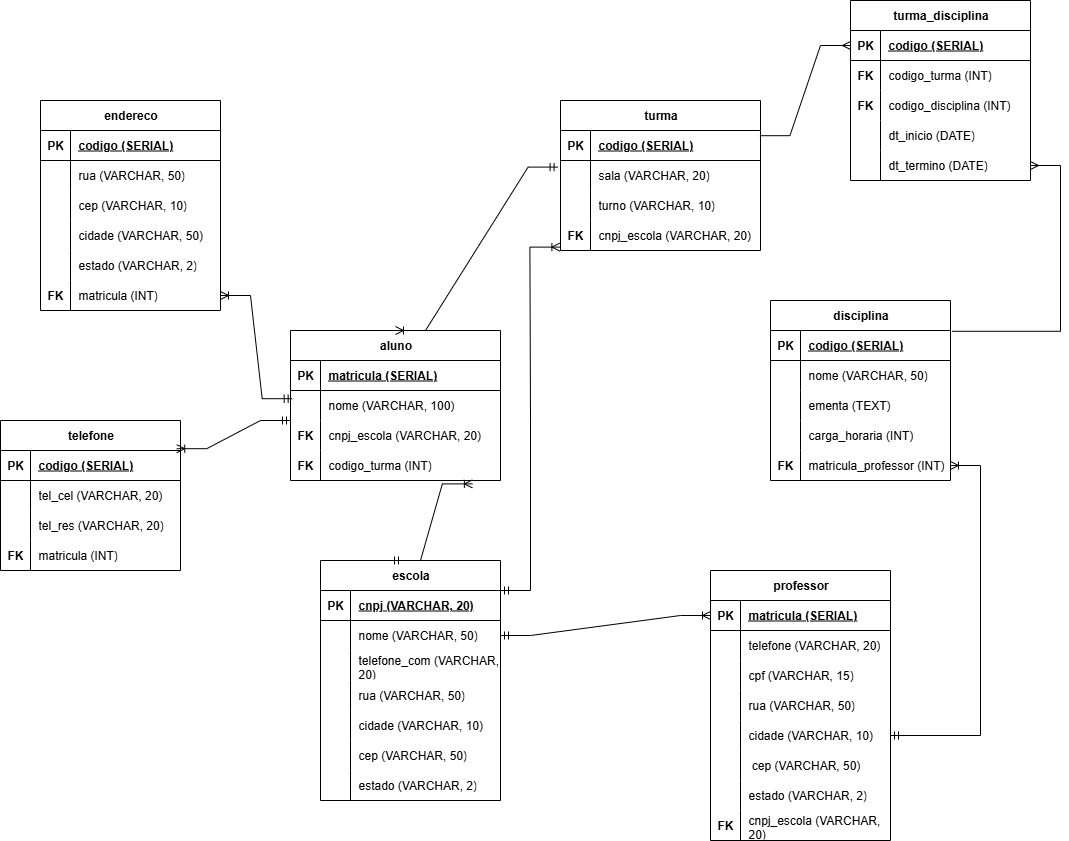 turma_disciplina
PK codigo (SERIAL)
FK codigo_turma (INT)
FK codigo_disciplina (INT)
dt_inicio (DATE)
dt_termino (DATE)
endereco
PK codigo (SERIAL)
rua (VARCHAR, 50)
cep (VARCHAR, 10)
cidade (VARCHAR, 50)
estado (VARCHAR, 2)
FK matricula (INT)
turma
PK codigo (SERIAL)
sala (VARCHAR, 20)
turno (VARCHAR, 10)
FK cnpj_escola (VARCHAR, 20)
disciplina
PK codigo (SERIAL)
nome (VARCHAR, 50)
ementa (TEXT)
carga_horaria (INT)
FK matricula_professor (INT)
aluno
PK matricula (SERIAL)
nome (VARCHAR, 100)
FK cnpj_escola (VARCHAR, 20)
FK codigo_turma (INT)
telefone
PK codigo (SERIAL)
tel_cel (VARCHAR, 20)
tel_res (VARCHAR, 20)
FK matricula (INT)
escola
PK cnpj (VARCHAR, 20)
nome (VARCHAR, 50)
telefone_com (VARCHAR,
20)
rua (VARCHAR, 50)
cidade (VARCHAR, 10)
cep (VARCHAR, 50)
estado (VARCHAR, 2)
professor
PK matricula (SERIAL)
telefone (VARCHAR, 20)
cpf (VARCHAR, 15)
rua (VARCHAR, 50)
cidade (VARCHAR, 10)
cep (VARCHAR, 50)
estado (VARCHAR, 2)
FK cnpj_escola (VARCHAR,
20)